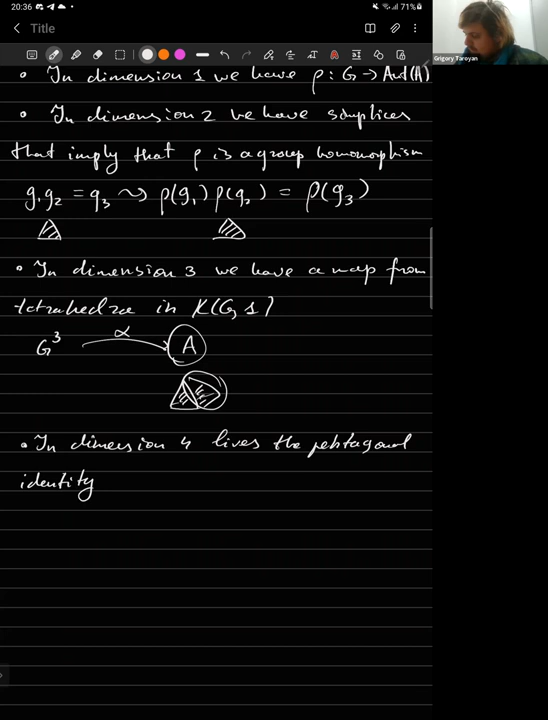 20:36
71%
Title
Grigory Taroyan
• In dimension 1 we have ρ: G → Aut(A)
• In dimension 2 we have simplices
that imply that ρ is a group homomorphism
g₁g₂ = g₃ ⤳ ρ(g₁) ρ(g₂) = ρ(g₃)
• In dimension 3 we have a map from
tetrahedra in K(G, 1)
G³ α → A
• In dimension 4 lives the pentagonal
identity